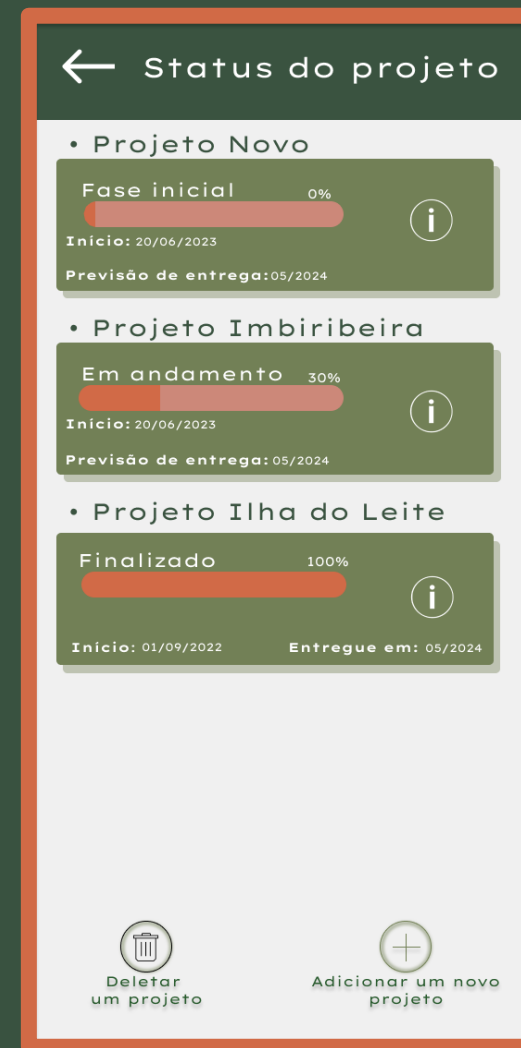 Status do projeto
• Projeto Novo
Fase inicial 0%
Início: 20/06/2023
Previsão de entrega: 05/2024
• Projeto Imbiribeira
Em andamento 30%
Início: 20/06/2023
Previsão de entrega: 05/2024
• Projeto Ilha do Leite
Finalizado 100%
Início: 01/09/2022 Entregue em: 05/2024
Deletar
um projeto
Adicionar um novo
projeto